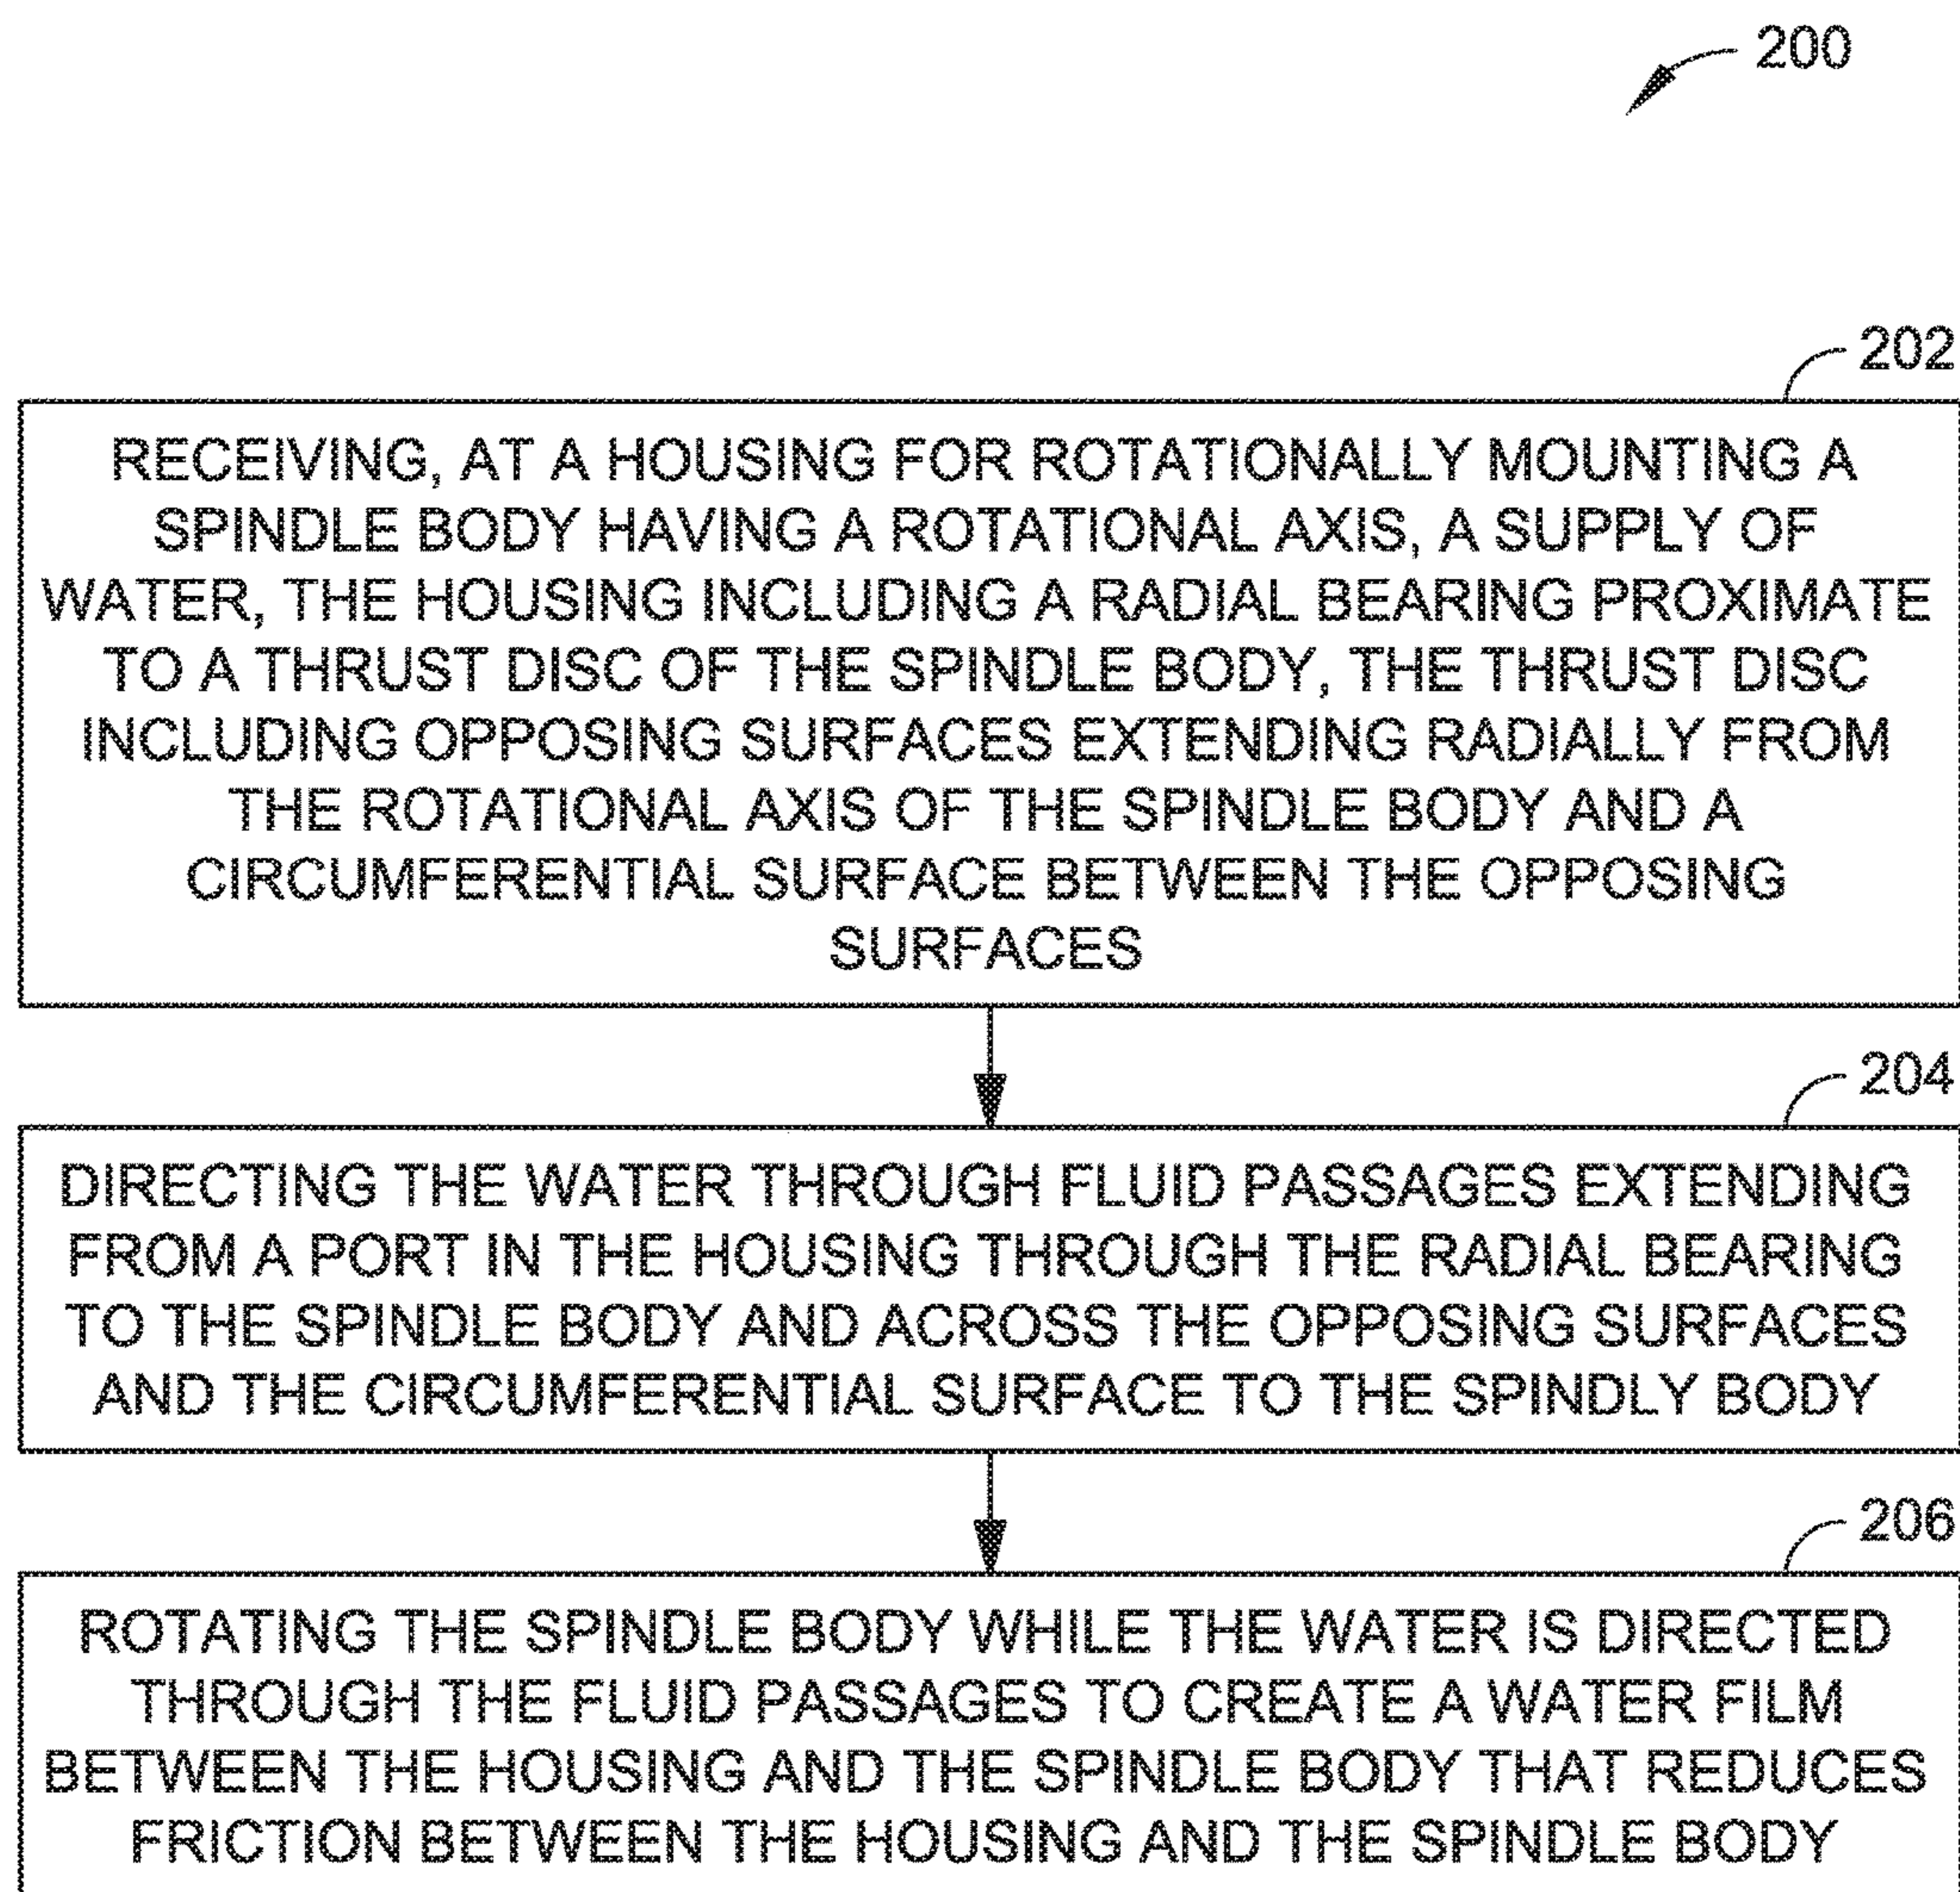 200
202
RECEIVING, AT A HOUSING FOR ROTATIONALLY MOUNTING A
SPINDLE BODY HAVING A ROTATIONAL AXIS, A SUPPLY OF
WATER, THE HOUSING INCLUDING A RADIAL BEARING PROXIMATE
TO A THRUST DISC OF THE SPINDLE BODY, THE THRUST DISC
INCLUDING OPPOSING SURFACES EXTENDING RADIALLY FROM
THE ROTATIONAL AXIS OF THE SPINDLE BODY AND A
CIRCUMFERENTIAL SURFACE BETWEEN THE OPPOSING
SURFACES
204
DIRECTING THE WATER THROUGH FLUID PASSAGES EXTENDING
FROM A PORT IN THE HOUSING THROUGH THE RADIAL BEARING
TO THE SPINDLE BODY AND ACROSS THE OPPOSING SURFACES
AND THE CIRCUMFERENTIAL SURFACE TO THE SPINDLY BODY
206
ROTATING THE SPINDLE BODY WHILE THE WATER IS DIRECTED
THROUGH THE FLUID PASSAGES TO CREATE A WATER FILM
BETWEEN THE HOUSING AND THE SPINDLE BODY THAT REDUCES
FRICTION BETWEEN THE HOUSING AND THE SPINDLE BODY